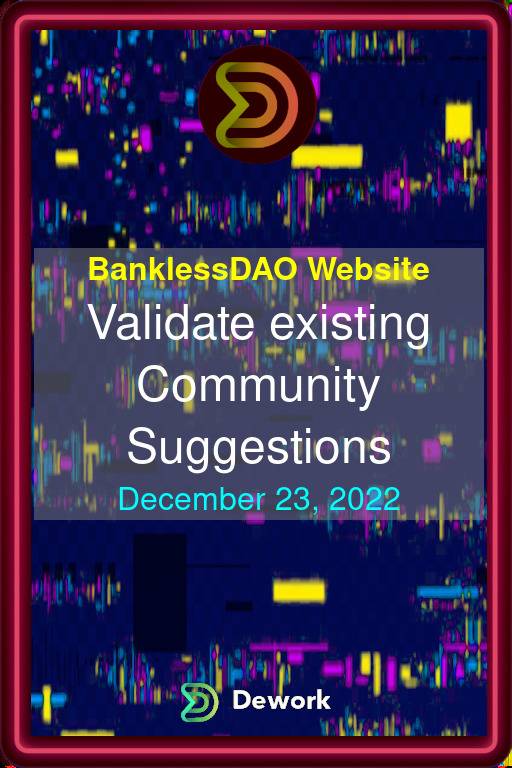 BanklessDAO Website
Validate existing
Community
Suggestions
December 23, 2022
Dework